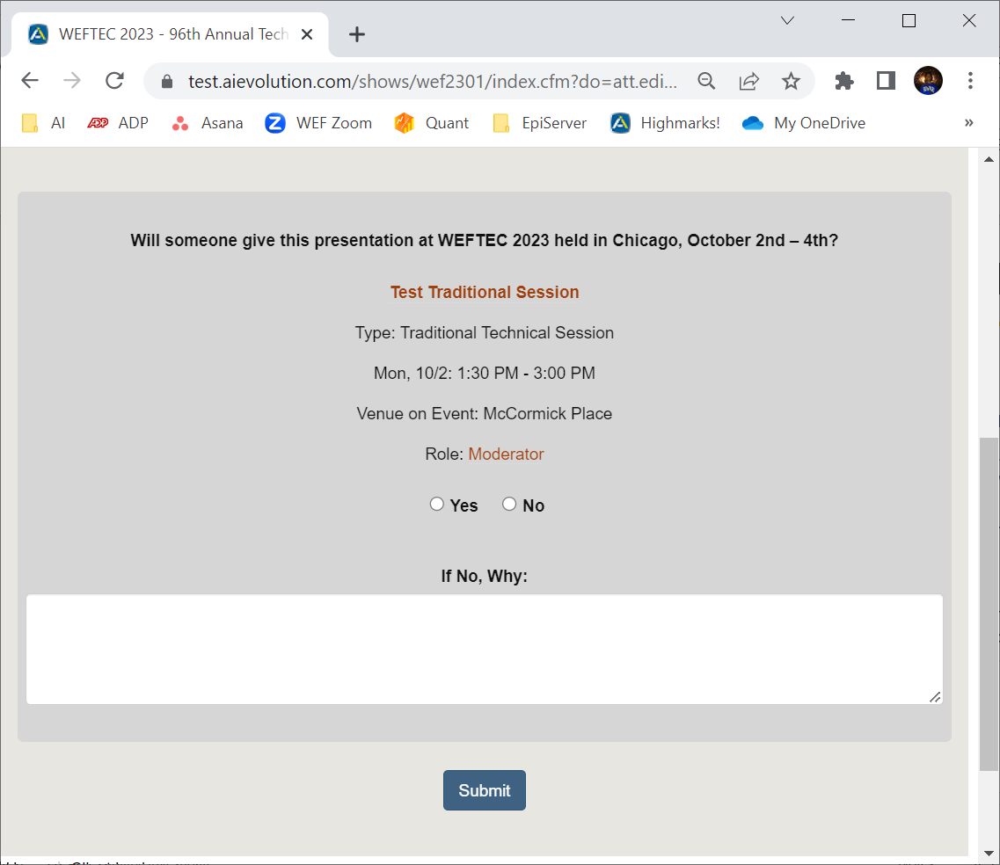 WEFTEC 2023 - 96th Annual Tech
test.aievolution.com/shows/wef2301/index.cfm?do=att.edi...
AI ADP Asana WEF Zoom Quant EpiServer Highmarks! My OneDrive »
Will someone give this presentation at WEFTEC 2023 held in Chicago, October 2nd – 4th?
Test Traditional Session
Type: Traditional Technical Session
Mon, 10/2: 1:30 PM - 3:00 PM
Venue on Event: McCormick Place
Role: Moderator
Yes No
If No, Why:
Submit